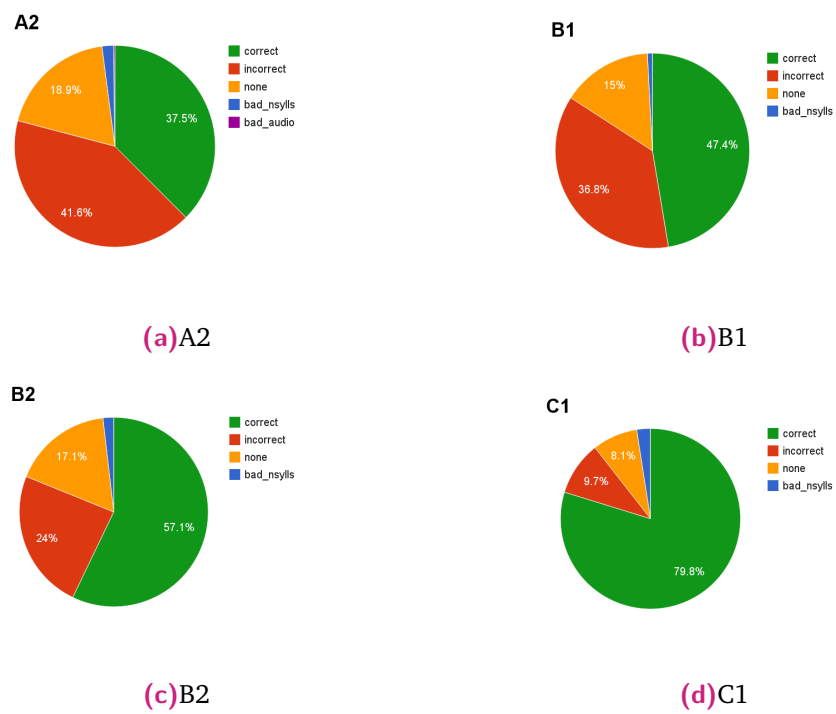 A2
correct
incorrect
none
bad_nsylls
bad_audio
18.9%
37.5%
41.6%
(a)A2
B1
correct
incorrect
none
bad_nsylls
15%
47.4%
36.8%
(b)B1
B2
correct
incorrect
none
bad_nsylls
17.1%
57.1%
24%
(c)B2
C1
correct
incorrect
none
bad_nsylls
8.1%
9.7%
79.8%
(d)C1